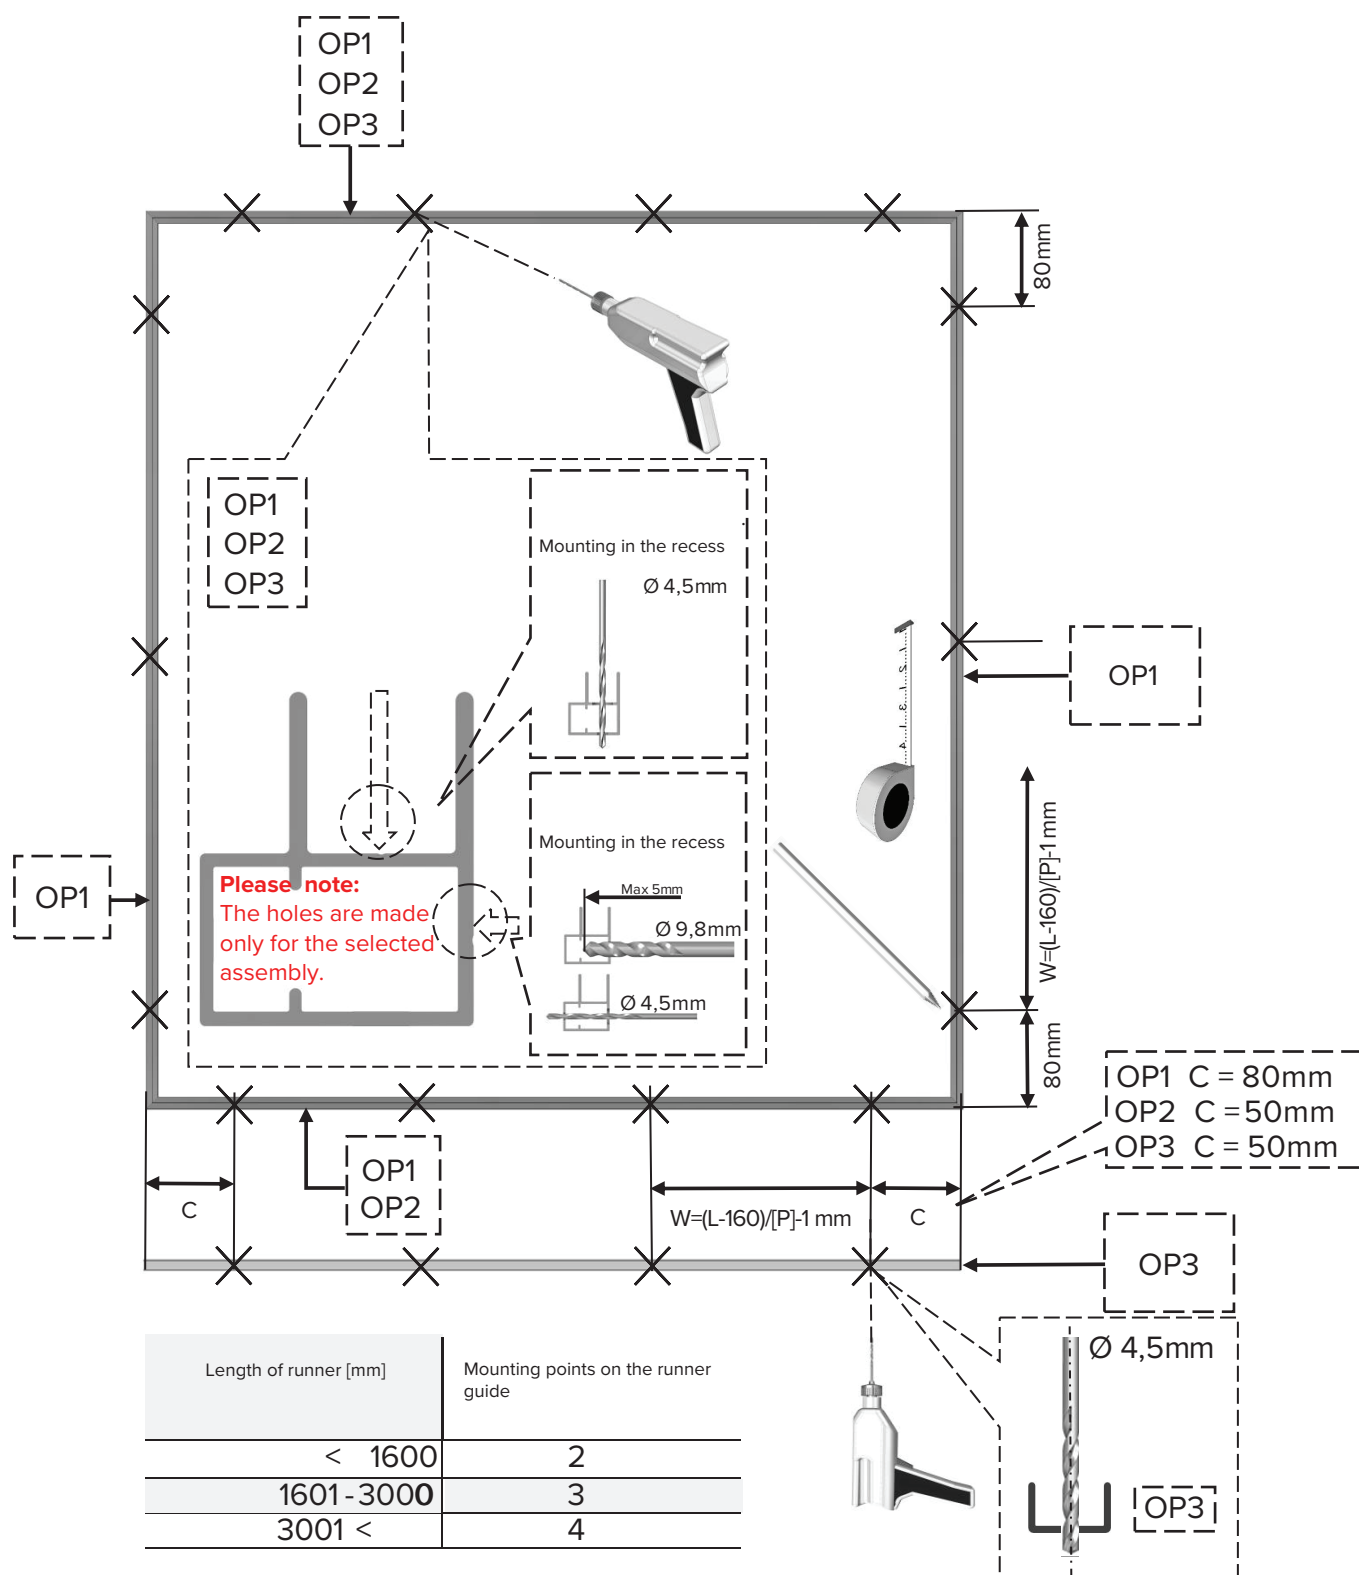 OP1
OP2
OP3
80mm
OP1
OP2
OP3
Mounting in the recess
Ø 4,5mm
OP1
Mounting in the recess
Max 5mm
Ø 9,8mm
Ø 4,5mm
Please note:
The holes are made
only for the selected
assembly.
OP1
W=(L-160)/[P]-1 mm
80mm
OP1 C = 80mm
OP2 C = 50mm
OP3 C = 50mm
OP1
OP2
C
W=(L-160)/[P]-1 mm
C
OP3
Ø 4,5mm
OP3
Length of runner [mm]
Mounting points on the runner
guide
< 1600 2
1601 - 3000 3
3001 < 4